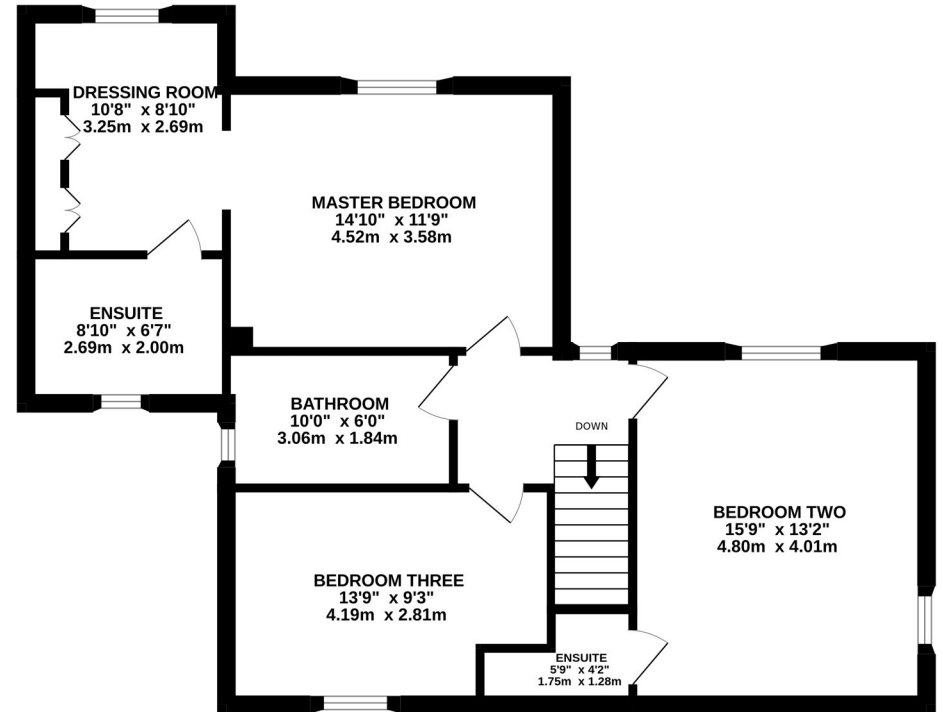 DRESSING ROOM
10'8" x 8'10"
3.25m x 2.69m
MASTER BEDROOM
14'10" x 11'9"
4.52m x 3.58m
ENSUITE
8'10" x 6'7"
2.69m x 2.00m
BATHROOM
10'0" x 6'0"
3.06m x 1.84m
DOWN
BEDROOM TWO
15'9" x 13'2"
4.80m x 4.01m
BEDROOM THREE
13'9" x 9'3"
4.19m x 2.81m
ENSUITE
5'9" x 4'2"
1.75m x 1.28m